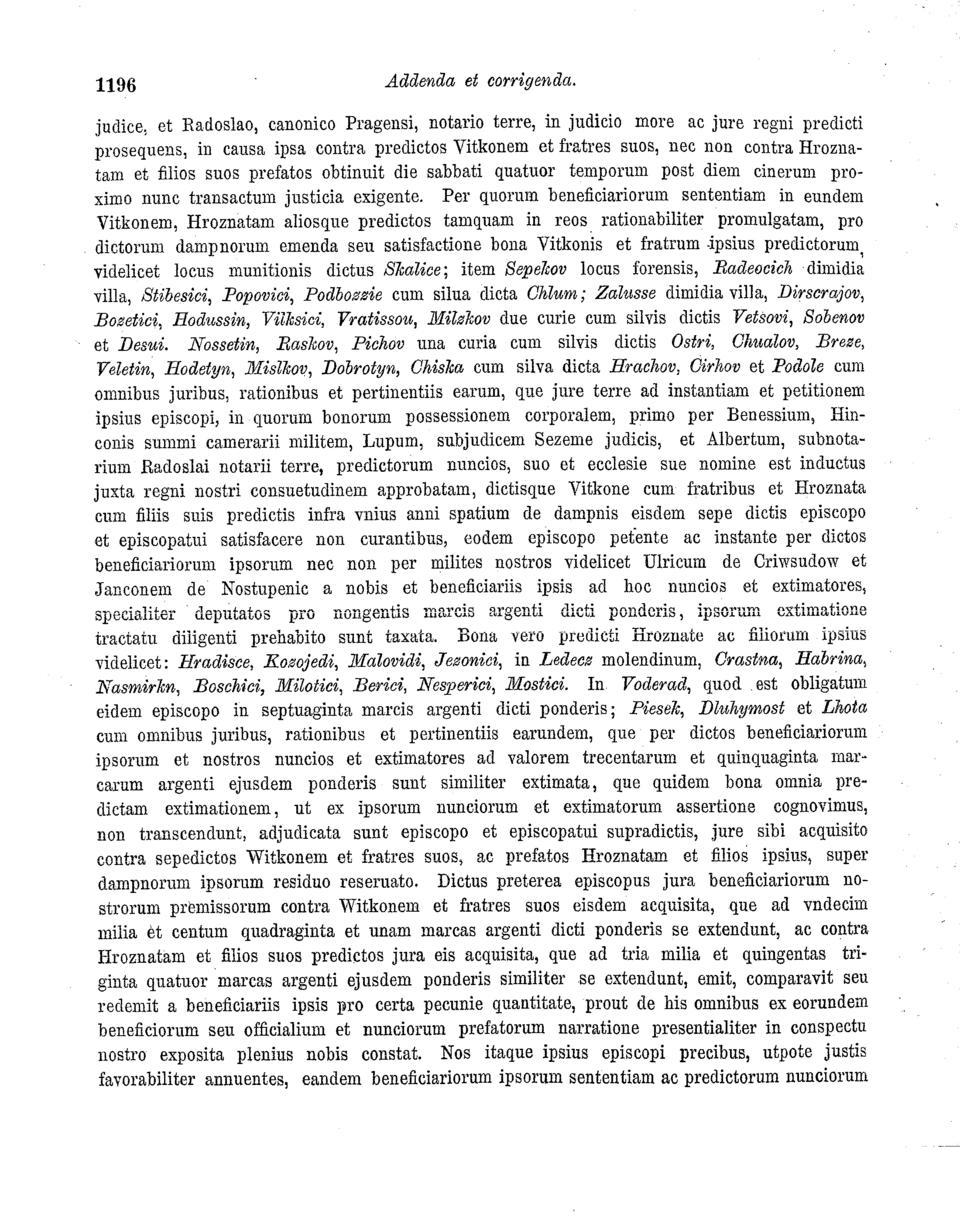 1196
Addenda et corrigenda.
judice, et Radoslao, canonico Pragensi, notario terre, in judicio more ac jure regni predicti
prosequens, in causa ipsa contra predictos Vitkonem et fratres suos, nec non contra Hrozna-
tam et filios suos prefatos obtinuit die sabbati quatuor temporum post diem cinerum pro-
ximo nunc transactum justicia exigente. Per quorum beneficiariorum sententiam in eundem
Vitkonem, Hroznatam aliosque predictos tamquam in reos rationabiliter promulgatam, pro
dictorum dampnorum emenda seu satisfactione bona Vitkonis et fratrum ipsius predictorum,
videlicet locus munitionis dictus Skalice; item Sepekov locus forensis, Radeocich dimidia
villa, Stibesici, Popovici, Podbozzie cum silua dicta Chlum; Zalusse dimidia villa, Dirscrajov,
Bozetici, Hodussin, Vilksici, Vratissou, Milzkov due curie cum silvis dictis Vetsovi, Sobenov
et Desui. Nossetin, Raskov, Pichov una curia cum silvis dictis Ostri, Chualov, Breze,
Veletin, Hodetyn, Mislkov, Dobrotyn, Chiska cum silva dicta Hrachov, Cirhov et Podole cum
omnibus juribus, rationibus et pertinentiis earum, que jure terre ad instantiam et petitionem
ipsius episcopi, in quorum bonorum possessionem corporalem, primo per Benessium, Hin-
conis summi camerarii militem, Lupum, subjudicem Sezeme judicis, et Albertum, subnota-
rium Radoslai notarii terre, predictorum nuncios, suo et ecclesie sue nomine est inductus
juxta regni nostri consuetudinem approbatam, dictisque Vitkone cum fratribus et Hroznata
cum filiis suis predictis infra vnius anni spatium de dampnis eisdem sepe dictis episcopo
et episcopatui satisfacere non curantibus, eodem episcopo petente ac instante per dictos
beneficiariorum ipsorum nec non per milites nostros videlicet Ulricum de Criwsudow et
Janconem de Nostupenic a nobis et beneficiariis ipsis ad hoc nuncios et extimatores,
specialiter deputatos pro nongentis marcis argenti dicti ponderis, ipsorum extimatione
tractatu diligenti prehabito sunt taxata. Bona vero predicti Hroznate ac filiorum ipsius
videlicet: Hradisce, Kozojedi, Malovidi, Jezonici, in Ledecz molendinum, Crastna, Habrina,
Nasmirkn, Boschici, Milotici, Berici, Nesperici, Mostici. In Voderad, quod est obligatum
eidem episcopo in septuaginta marcis argenti dicti ponderis; Piesek, Dluhymost et Lhota
cum omnibus juribus, rationibus et pertinentiis earundem, que per dictos beneficiariorum
ipsorum et nostros nuncios et extimatores ad valorem trecentarum et quinquaginta mar-
carum argenti ejusdem ponderis sunt similiter extimata, que quidem bona omnia pre-
dictam extimationem, ut ex ipsorum nunciorum et extimatorum assertione cognovimus,
non transcendunt, adjudicata sunt episcopo et episcopatui supradictis, jure sibi acquisito
contra sepedictos Witkonem et fratres suos, ac prefatos Hroznatam et filios ipsius, super
dampnorum ipsorum residuo reseruato. Dictus preterea episcopus jura beneficiariorum no-
strorum premissorum contra Witkonem et fratres suos eisdem acquisita, que ad vndecim
milia et centum quadraginta et unam marcas argenti dicti ponderis se extendunt, ac contra
Hroznatam et filios suos predictos jura eis acquisita, que ad tria milia et quingentas tri-
ginta quatuor marcas argenti ejusdem ponderis similiter se extendunt, emit, comparavit seu
redemit a beneficiariis ipsis pro certa pecunie quantitate, prout de his omnibus ex eorundem
beneficiorum seu officialium et nunciorum prefatorum narratione presentialiter in conspectu
nostro exposita plenius nobis constat. Nos itaque ipsius episcopi precibus, utpote justis
favorabiliter annuentes, eandem beneficiariorum ipsorum sententiam ac predictorum nunciorum